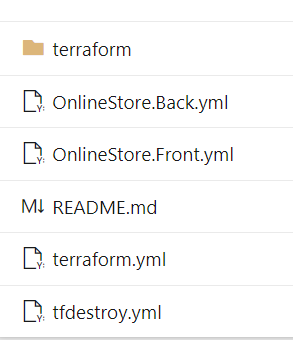 terraform
OnlineStore.Back.yml
OnlineStore.Front.yml
README.md
terraform.yml
tfdestroy.yml